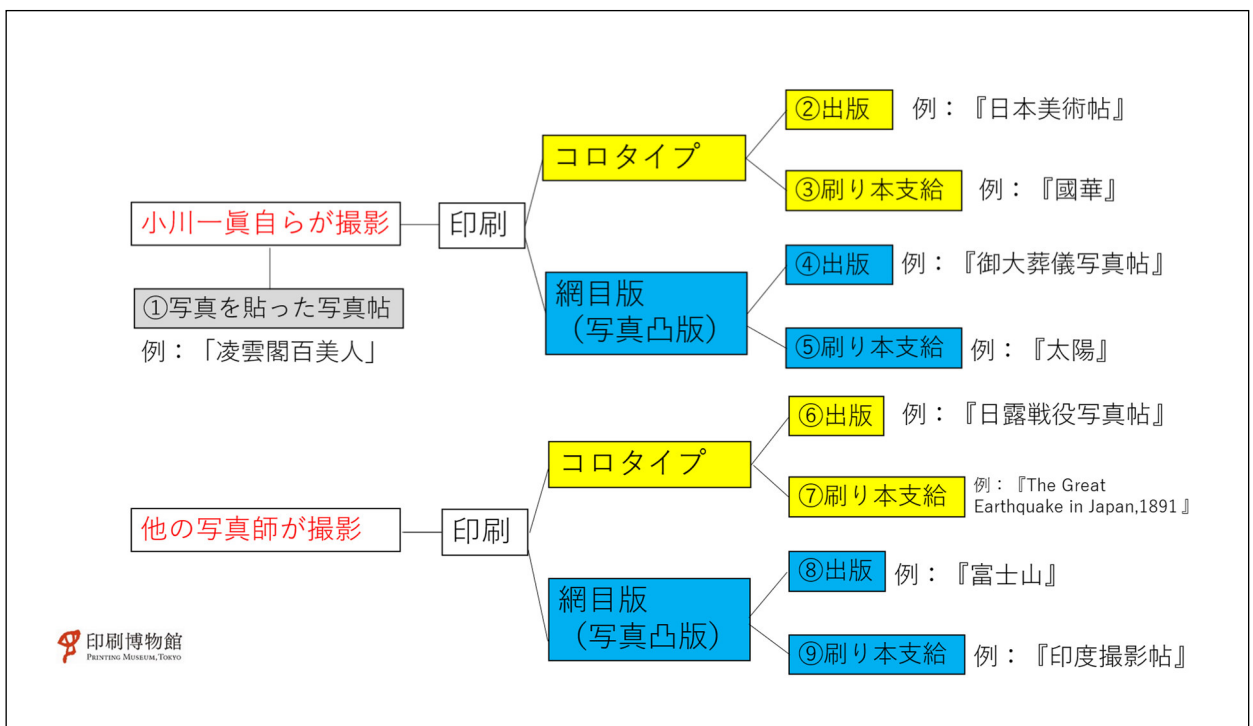 小川一眞自らが撮影
①写真を貼った写真帖
例：「凌雲閣百美人」
印刷
コロタイプ
②出版 例：『日本美術帖』
③刷り本支給 例：『國華』
網目版
（写真凸版）
④出版 例：『御大葬儀写真帖』
⑤刷り本支給 例：『太陽』
他の写真師が撮影
印刷
コロタイプ
⑥出版 例：『日露戦役写真帖』
⑦刷り本支給 例：『The Great
Earthquake in Japan,1891』
網目版
（写真凸版）
⑧出版 例：『富士山』
⑨刷り本支給 例：『印度撮影帖』
印刷博物館
PRINTING MUSEUM, TOKYO